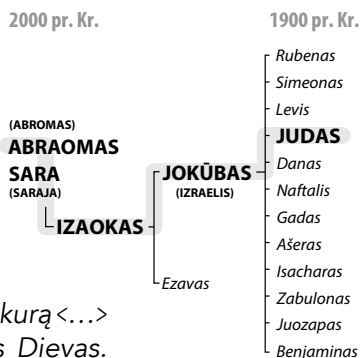 2000 pr. Kr.
1900 pr. Kr.
(ABROMAS)
ABRAOMAS
SARA
(SARAJA)
IZAOKAS
JOKŪBAS
(IZRAELIS)
Ezavas
Rubenas
Simeonas
Levis
JUDAS
Danas
Naftalis
Gadas
Ašeras
Isacharas
Zabulonas
Juozapas
Benjaminas
kurą<...>
s Dievas.